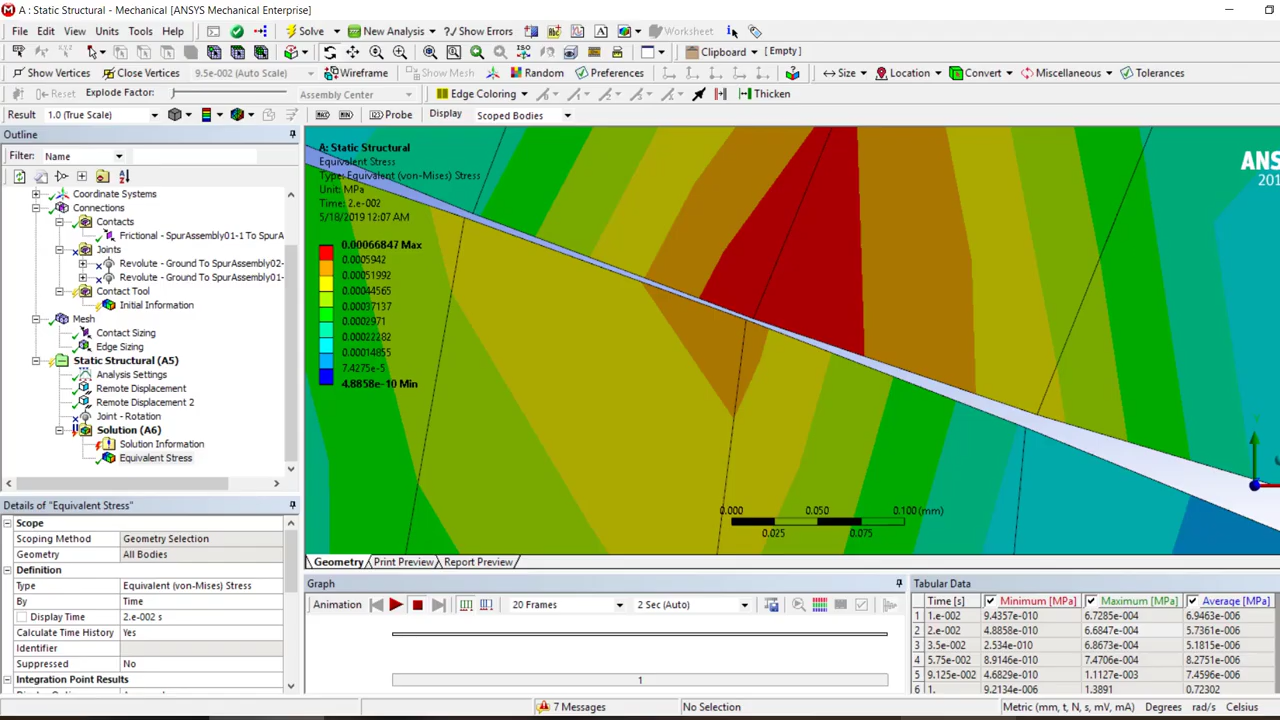 A : Static Structural - Mechanical [ANSYS Mechanical Enterprise]
File Edit View Units Tools Help Solve New Analysis Show Errors Worksheet
Clipboard [Empty]
Show Vertices Close Vertices 9.5e-002 (Auto Scale) Wireframe Show Mesh Random Preferences Size Location Convert Miscellaneous Tolerances
Reset Explode Factor: Assembly Center Edge Coloring Thicken
Result 1.0 (True Scale) Probe Display Scoped Bodies
Outline
Filter: Name
Coordinate Systems
Connections
Contacts
Frictional - SpurAssembly01-1 To SpurA
Joints
Revolute - Ground To SpurAssembly02-
Revolute - Ground To SpurAssembly01-
Contact Tool
Initial Information
Mesh
Contact Sizing
Edge Sizing
Static Structural (A5)
Analysis Settings
Remote Displacement
Remote Displacement 2
Joint - Rotation
Solution (A6)
Solution Information
Equivalent Stress
Details of "Equivalent Stress"
Scope
Scoping Method Geometry Selection
Geometry All Bodies
Definition
Type Equivalent (von-Mises) Stress
By Time
Display Time 2.e-002 s
Calculate Time History Yes
Identifier
Suppressed No
Integration Point Results
A: Static Structural
Equivalent Stress
Type: Equivalent (von-Mises) Stress
Unit: MPa
Time: 2.e-002
5/18/2019 12:07 AM
0.00066847 Max
0.0005942
0.00051992
0.00044565
0.00037137
0.0002971
0.00022282
0.00014855
7.4275e-5
4.8858e-10 Min
ANS
201
0.000 0.050 0.100 (mm)
0.025 0.075
Geometry Print Preview Report Preview
Graph
Animation 20 Frames 2 Sec (Auto)
1
Tabular Data
Time [s] Minimum [MPa] Maximum [MPa] Average [MPa]
1 1.e-002 9.4357e-010 6.7285e-004 6.9463e-006
2 2.e-002 4.8858e-010 6.6847e-004 5.7361e-006
3 3.5e-002 2.534e-010 6.8673e-004 5.1815e-006
4 5.75e-002 8.9146e-010 7.4706e-004 8.2751e-006
5 9.125e-002 4.6829e-010 1.1127e-003 7.4596e-006
6 1. 9.2134e-006 1.3891 0.72302
7 Messages No Selection Metric (mm, t, N, s, mV, mA) Degrees rad/s Celsius